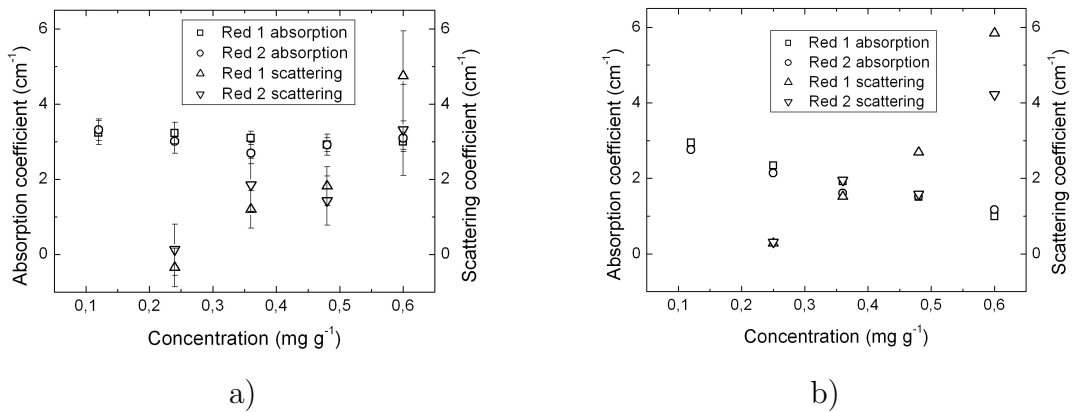 Red 1 absorption
Red 2 absorption
Red 1 scattering
Red 2 scattering
6
4
2
0
6
4
2
0
0,1 0,2 0,3 0,4 0,5 0,6
Absorption coefficient (cm⁻¹)
Scattering coefficient (cm⁻¹)
Concentration (mg g⁻¹)
a)
Red 1 absorption
Red 2 absorption
Red 1 scattering
Red 2 scattering
6
4
2
0
6
4
2
0
0,1 0,2 0,3 0,4 0,5 0,6
Absorption coefficient (cm⁻¹)
Scattering coefficient (cm⁻¹)
Concentration (mg g⁻¹)
b)